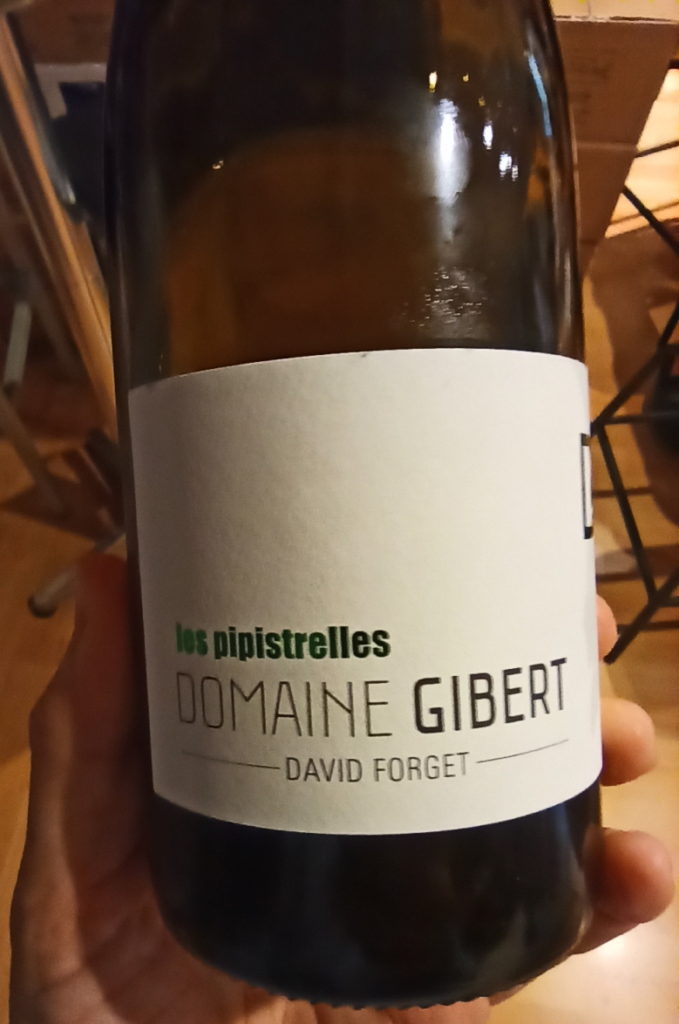 les pipistrelles
DOMAINE GIBERT
DAVID FORGET